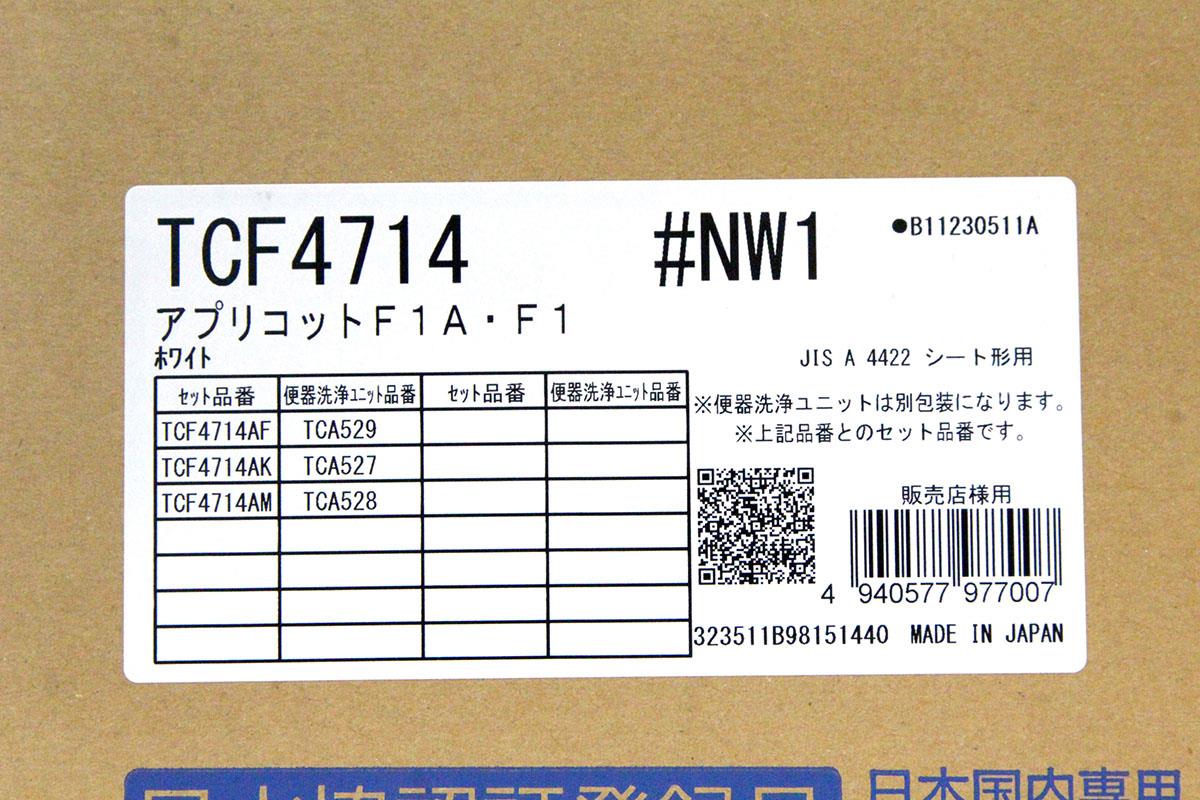 TCF4714 #NW1 ●B11230511A
アプリコットF1A・F1
ホワイト JIS A 4422 シート形用
セット品番 便器洗浄ユニット品番 セット品番 便器洗浄ユニット品番
TCF4714AF TCA529
TCF4714AK TCA527
TCF4714AM TCA528
※便器洗浄ユニットは別包装になります。
※上記品番とのセット品番です。
販売店様用
4 940577 977007
323511B98151440 MADE IN JAPAN
日本国内専用